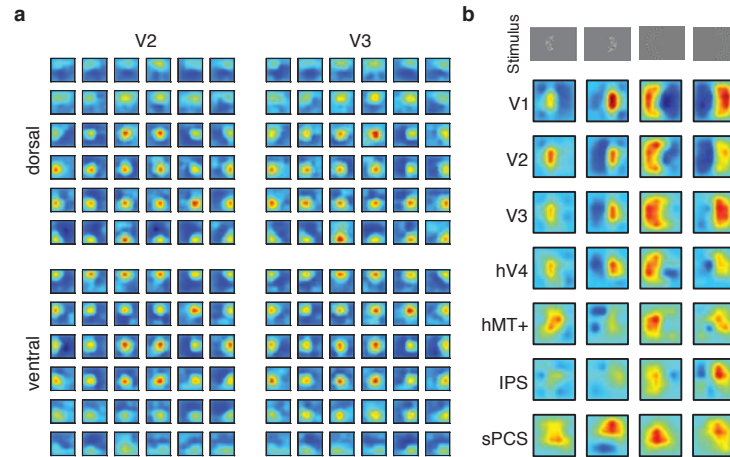 a
V2
V3
dorsal
ventral
b
Stimulus
V1
V2
V3
hV4
hMT+
IPS
sPCS